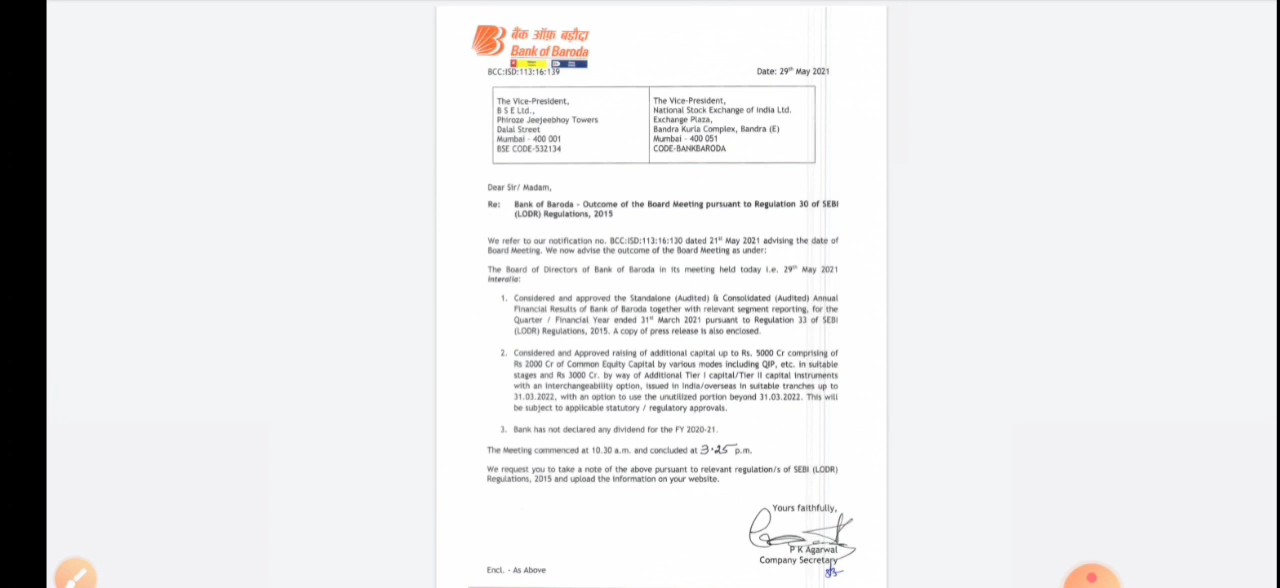 बैंक ऑफ़ बड़ौदा
Bank of Baroda
BCC:ISD:113:16:139
Date: 29th May 2021
The Vice-President,
B S E Ltd.,
Phiroze Jeejeebhoy Towers
Dalal Street
Mumbai - 400 001
BSE CODE-532134
The Vice-President,
National Stock Exchange of India Ltd.
Exchange Plaza,
Bandra Kurla Complex, Bandra (E)
Mumbai - 400 051
CODE-BANKBARODA
Dear Sir/ Madam,
Re: Bank of Baroda - Outcome of the Board Meeting pursuant to Regulation 30 of SEBI
(LODR) Regulations, 2015
We refer to our notification no. BCC:ISD:113:16:130 dated 21st May 2021 advising the date of
Board Meeting. We now advise the outcome of the Board Meeting as under:
The Board of Directors of Bank of Baroda in its meeting held today i.e. 29th May 2021
interalia:
1. Considered and approved the Standalone (Audited) & Consolidated (Audited) Annual
Financial Results of Bank of Baroda together with relevant segment reporting, for the
Quarter / Financial Year ended 31st March 2021 pursuant to Regulation 33 of SEBI
(LODR) Regulations, 2015. A copy of press release is also enclosed.
2. Considered and Approved raising of additional capital up to Rs. 5000 Cr comprising of
Rs 2000 Cr of Common Equity Capital by various modes including QIP, etc. in suitable
stages and Rs 3000 Cr. by way of Additional Tier I capital/Tier II capital instruments
with an interchangeability option, issued in India/overseas in suitable tranches up to
31.03.2022, with an option to use the unutilized portion beyond 31.03.2022. This will
be subject to applicable statutory / regulatory approvals.
3. Bank has not declared any dividend for the FY 2020-21.
The Meeting commenced at 10.30 a.m. and concluded at 3.25 p.m.
We request you to take a note of the above pursuant to relevant regulation/s of SEBI (LODR)
Regulations, 2015 and upload the information on your website.
Yours faithfully,
P K Agarwal
Company Secretary
Encl. - As Above